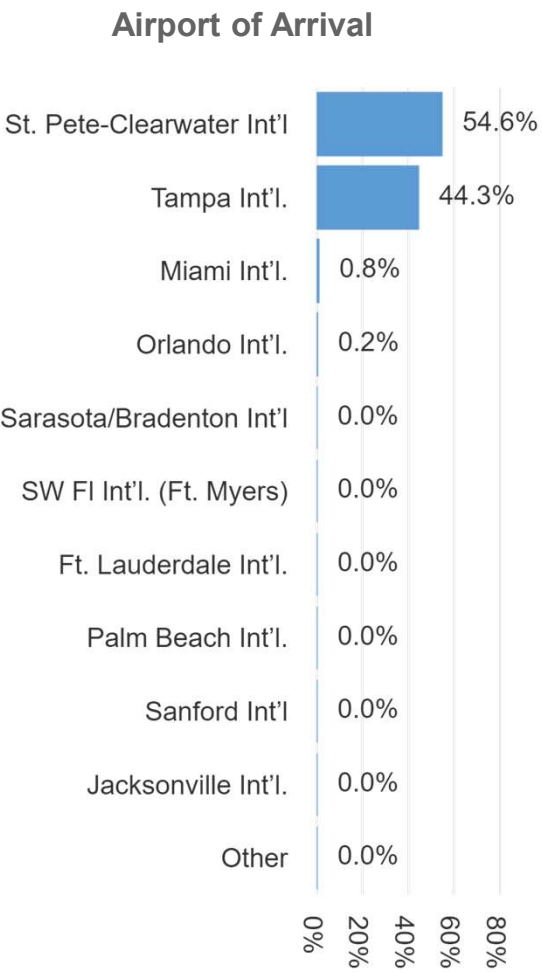 Airport of Arrival
St. Pete-Clearwater Int'l 54.6%
Tampa Int'l. 44.3%
Miami Int'l. 0.8%
Orlando Int'l. 0.2%
Sarasota/Bradenton Int'l 0.0%
SW Fl Int'l. (Ft. Myers) 0.0%
Ft. Lauderdale Int'l. 0.0%
Palm Beach Int'l. 0.0%
Sanford Int'l 0.0%
Jacksonville Int'l. 0.0%
Other 0.0%
0% 20% 40% 60% 80%